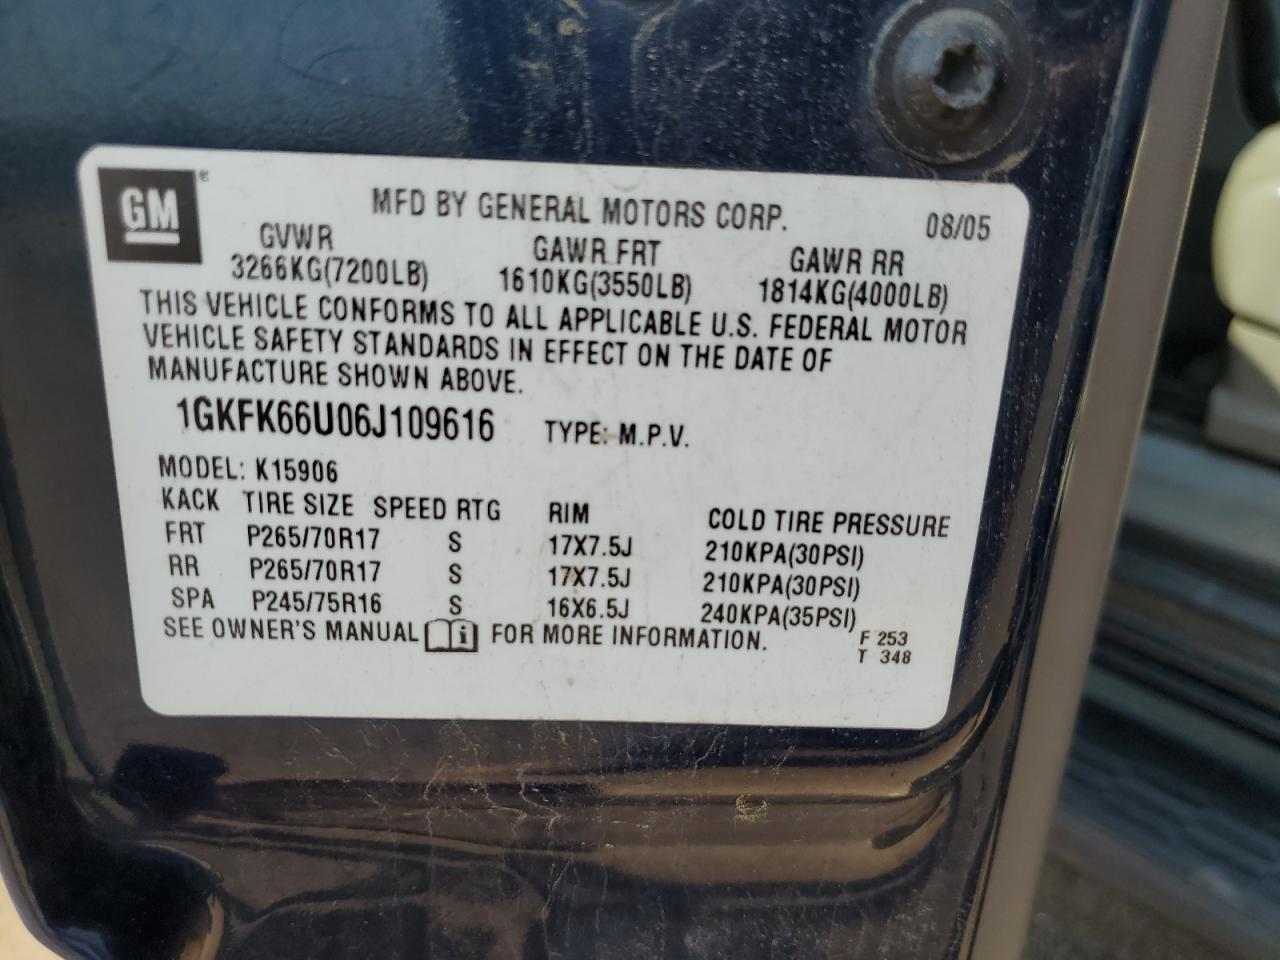 GM ®
MFD BY GENERAL MOTORS CORP. 08/05
GVWR GAWR FRT GAWR RR
3266KG(7200LB) 1610KG(3550LB) 1814KG(4000LB)
THIS VEHICLE CONFORMS TO ALL APPLICABLE U.S. FEDERAL MOTOR
VEHICLE SAFETY STANDARDS IN EFFECT ON THE DATE OF
MANUFACTURE SHOWN ABOVE.
1GKFK66U06J109616 TYPE: M.P.V.
MODEL: K15906
KACK TIRE SIZE SPEED RTG RIM COLD TIRE PRESSURE
FRT P265/70R17 S 17X7.5J 210KPA(30PSI)
RR P265/70R17 S 17X7.5J 210KPA(30PSI)
SPA P245/75R16 S 16X6.5J 240KPA(35PSI)
SEE OWNER'S MANUAL i FOR MORE INFORMATION. F 253
T 348